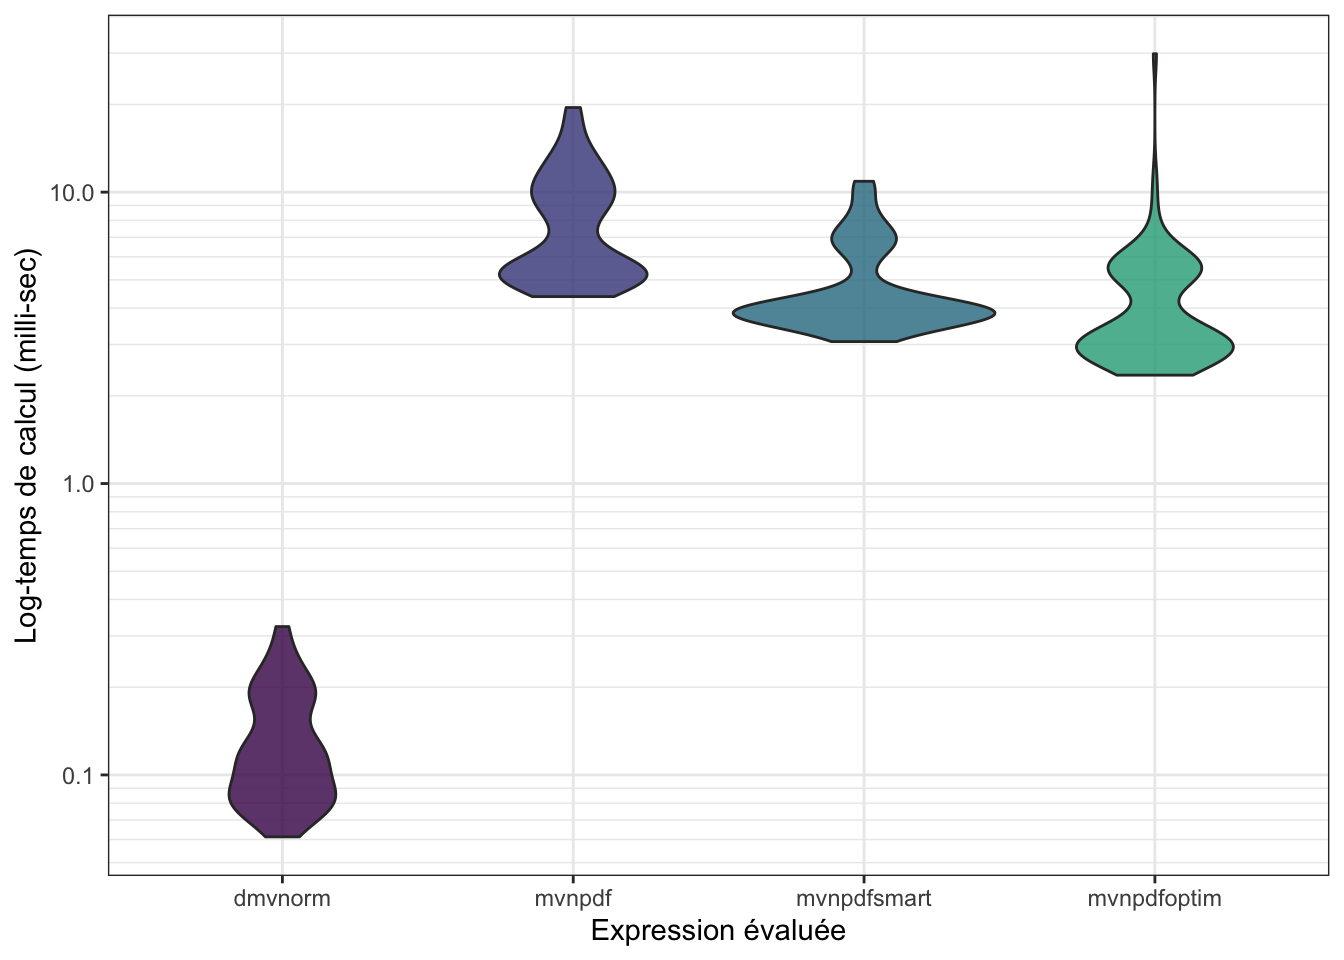 Log-temps de calcul (milli-sec)
10.0
1.0
0.1
dmvnorm
mvnpdf
mvnpdfsmart
mvnpdfoptim
Expression évaluée